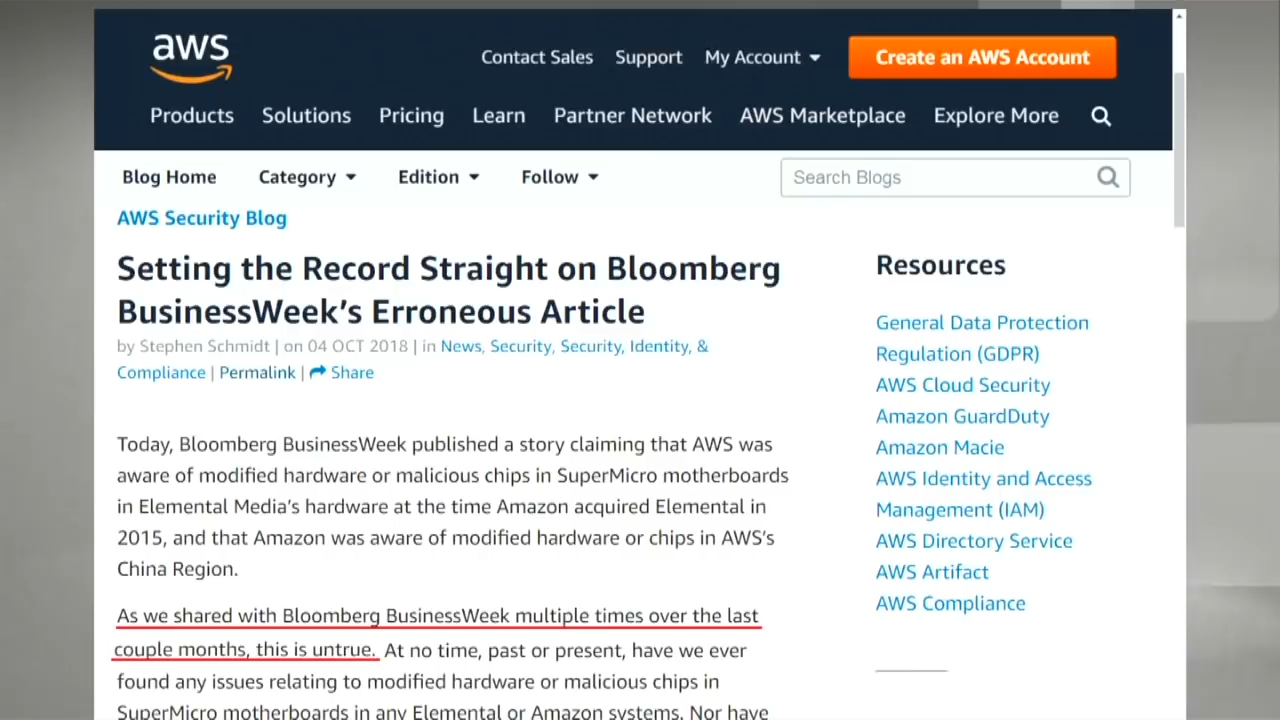 aws
Contact Sales Support My Account
Create an AWS Account
Products Solutions Pricing Learn Partner Network AWS Marketplace Explore More
Blog Home Category Edition Follow Search Blogs
AWS Security Blog
Setting the Record Straight on Bloomberg
BusinessWeek’s Erroneous Article
by Stephen Schmidt | on 04 OCT 2018 | in News, Security, Security, Identity, &
Compliance | Permalink | Share
Today, Bloomberg BusinessWeek published a story claiming that AWS was
aware of modified hardware or malicious chips in SuperMicro motherboards
in Elemental Media’s hardware at the time Amazon acquired Elemental in
2015, and that Amazon was aware of modified hardware or chips in AWS’s
China Region.
As we shared with Bloomberg BusinessWeek multiple times over the last
couple months, this is untrue. At no time, past or present, have we ever
found any issues relating to modified hardware or malicious chips in
SuperMicro motherboards in any Elemental or Amazon systems. Nor have
Resources
General Data Protection
Regulation (GDPR)
AWS Cloud Security
Amazon GuardDuty
Amazon Macie
AWS Identity and Access
Management (IAM)
AWS Directory Service
AWS Artifact
AWS Compliance